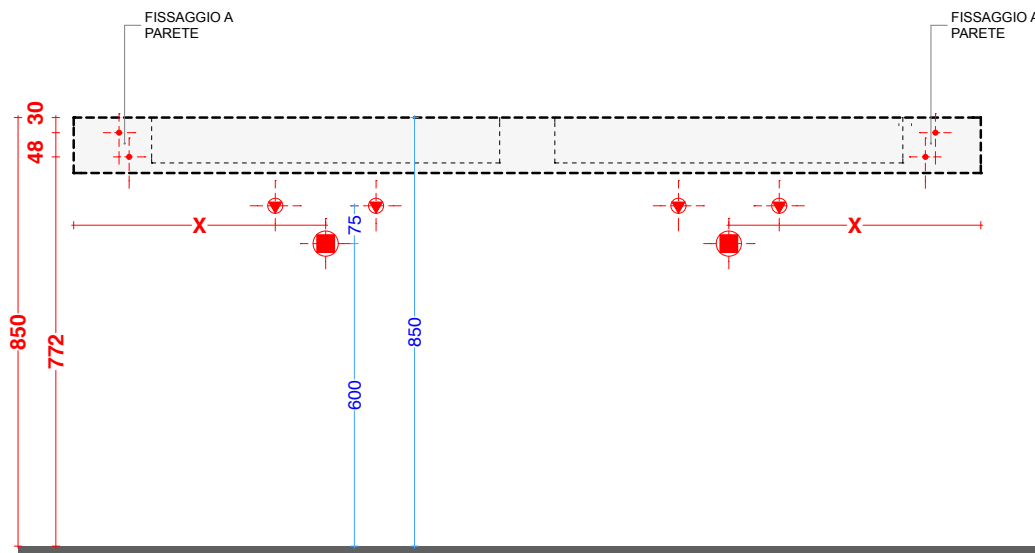 FISSAGGIO A
PARETE
FISSAGGIO A
PARETE
30
48
X
75
X
850
772
850
600